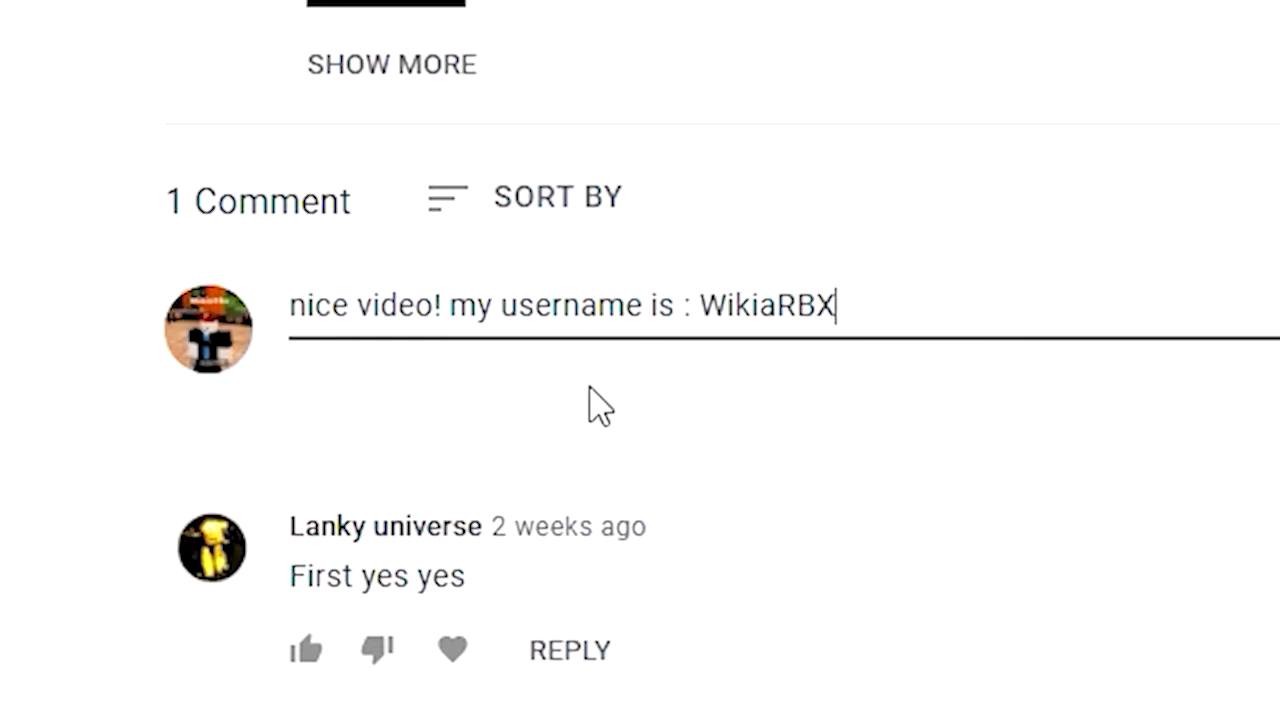 SHOW MORE
1 Comment
SORT BY
nice video! my username is : WikiaRBX
Lanky universe 2 weeks ago
First yes yes
REPLY